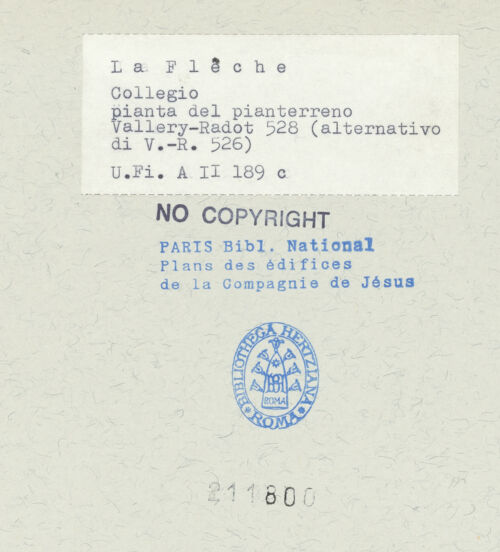 La Flèche
Collegio
pianta del pianterreno
Vallery-Radot 528 (alternativo
di V.-R. 526)
U.Fi. A II 189 c
NO COPYRIGHT
PARIS Bibl. National
Plans des édifices
de la Compagnie de Jésus
BIBLIOTHECA HERTZIANA
ROMA
ROMA
211800